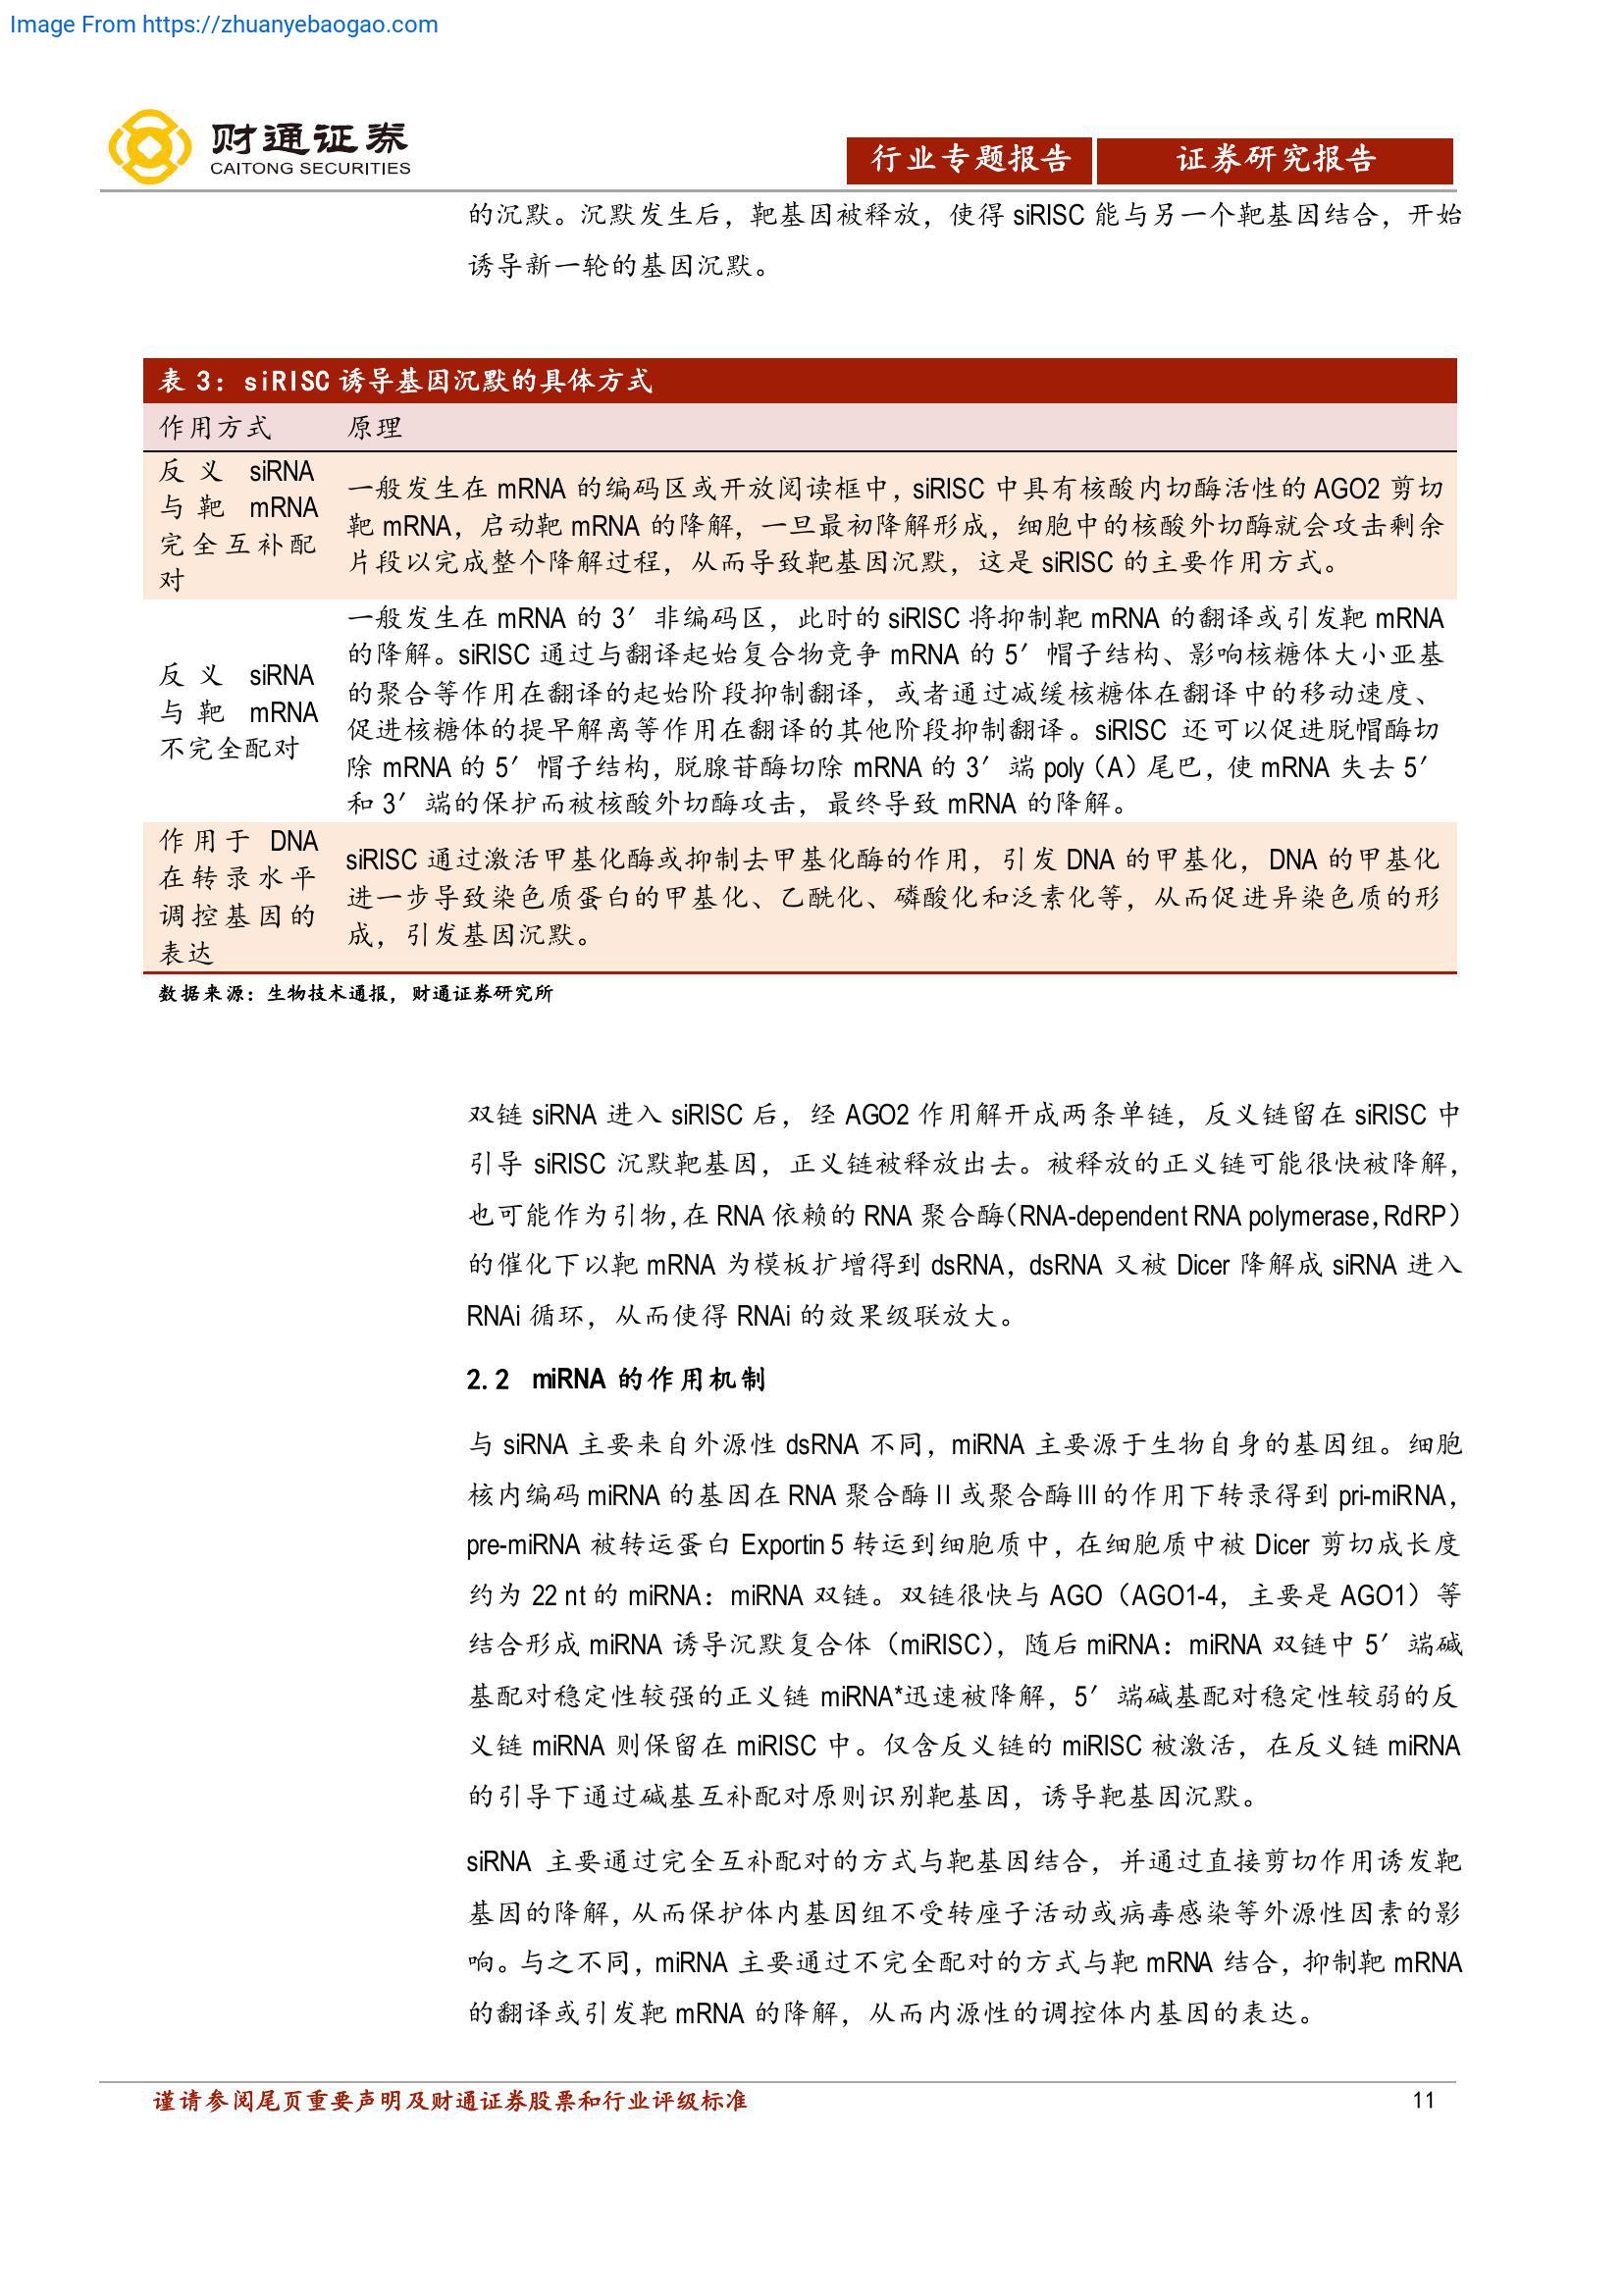 Image From https://zhuanyebaogao.com
财通证券
CAITONG SECURITIES
行业专题报告
证券研究报告
的沉默。沉默发生后，靶基因被释放，使得 siRISC 能与另一个靶基因结合，开始
诱导新一轮的基因沉默。
表 3：siRISC 诱导基因沉默的具体方式
作用方式 原理
反义 siRNA
与靶 mRNA
完全互补配
对
一般发生在 mRNA 的编码区或开放阅读框中，siRISC 中具有核酸内切酶活性的 AGO2 剪切
靶 mRNA，启动靶 mRNA 的降解，一旦最初降解形成，细胞中的核酸外切酶就会攻击剩余
片段以完成整个降解过程，从而导致靶基因沉默，这是 siRISC 的主要作用方式。
反义 siRNA
与靶 mRNA
不完全配对
一般发生在 mRNA 的 3′ 非编码区，此时的 siRISC 将抑制靶 mRNA 的翻译或引发靶 mRNA
的降解。siRISC 通过与翻译起始复合物竞争 mRNA 的 5′ 帽子结构、影响核糖体大小亚基
的聚合等作用在翻译的起始阶段抑制翻译，或者通过减缓核糖体在翻译中的移动速度、
促进核糖体的提早解离等作用在翻译的其他阶段抑制翻译。siRISC 还可以促进脱帽酶切
除 mRNA 的 5′ 帽子结构，脱腺苷酶切除 mRNA 的 3′ 端 poly（A）尾巴，使 mRNA 失去 5′
和 3′ 端的保护而被核酸外切酶攻击，最终导致 mRNA 的降解。
作用于 DNA
在转录水平
调控基因的
表达
siRISC 通过激活甲基化酶或抑制去甲基化酶的作用，引发 DNA 的甲基化，DNA 的甲基化
进一步导致染色质蛋白的甲基化、乙酰化、磷酸化和泛素化等，从而促进异染色质的形
成，引发基因沉默。
数据来源：生物技术通报，财通证券研究所
双链 siRNA 进入 siRISC 后，经 AGO2 作用解开成两条单链，反义链留在 siRISC 中
引导 siRISC 沉默靶基因，正义链被释放出去。被释放的正义链可能很快被降解，
也可能作为引物，在 RNA 依赖的 RNA 聚合酶（RNA-dependent RNA polymerase，RdRP）
的催化下以靶 mRNA 为模板扩增得到 dsRNA，dsRNA 又被 Dicer 降解成 siRNA 进入
RNAi 循环，从而使得 RNAi 的效果级联放大。
2.2 miRNA 的作用机制
与 siRNA 主要来自外源性 dsRNA 不同，miRNA 主要源于生物自身的基因组。细胞
核内编码 miRNA 的基因在 RNA 聚合酶 II 或聚合酶 III 的作用下转录得到 pri-miRNA，
pre-miRNA 被转运蛋白 Exportin 5 转运到细胞质中，在细胞质中被 Dicer 剪切成长度
约为 22 nt 的 miRNA：miRNA 双链。双链很快与 AGO（AGO1-4，主要是 AGO1）等
结合形成 miRNA 诱导沉默复合体（miRISC），随后 miRNA：miRNA 双链中 5′ 端碱
基配对稳定性较强的正义链 miRNA*迅速被降解，5′ 端碱基配对稳定性较弱的反
义链 miRNA 则保留在 miRISC 中。仅含反义链的 miRISC 被激活，在反义链 miRNA
的引导下通过碱基互补配对原则识别靶基因，诱导靶基因沉默。
siRNA 主要通过完全互补配对的方式与靶基因结合，并通过直接剪切作用诱发靶
基因的降解，从而保护体内基因组不受转座子活动或病毒感染等外源性因素的影
响。与之不同，miRNA 主要通过不完全配对的方式与靶 mRNA 结合，抑制靶 mRNA
的翻译或引发靶 mRNA 的降解，从而内源性的调控体内基因的表达。
谨请参阅尾页重要声明及财通证券股票和行业评级标准
11